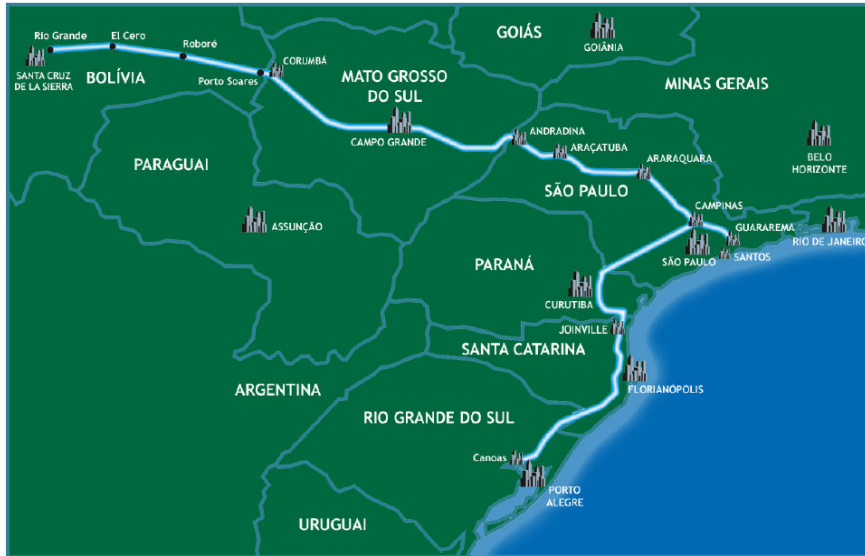 GOIÁS
GOIÂNIA
Rio Grande
El Cero
Roboré
SANTA CRUZ
DE LA SIERRA
BOLÍVIA
Porto Soares
CORUMBÁ
MATO GROSSO
DO SUL
MINAS GERAIS
CAMPO GRANDE
ANDRADINA
ARAÇATUBA
ARARAQUARA
BELO
HORIZONTE
PARAGUAI
SÃO PAULO
ASSUNÇÃO
CAMPINAS
GUARAREMA
RIO DE JANEIRO
SÃO PAULO
SANTOS
PARANÁ
CURUTIBA
JOINVILLE
SANTA CATARINA
ARGENTINA
FLORIANÓPOLIS
RIO GRANDE DO SUL
Canoas
PORTO
ALEGRE
URUGUAI